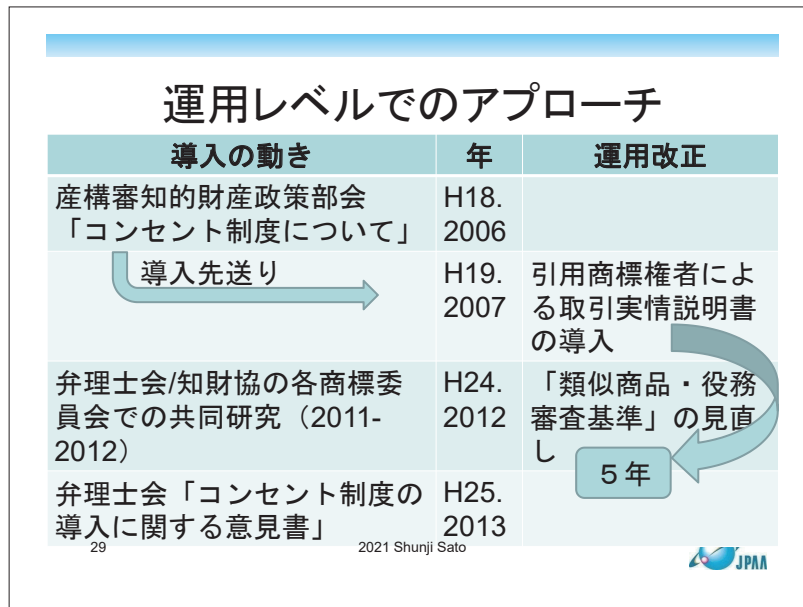 運用レベルでのアプローチ
導入の動き 年 運用改正
産構審知的財産政策部会
「コンセント制度について」
H18.
2006
導入先送り
H19.
2007
引用商標権者によ
る取引実情説明書
の導入
弁理士会/知財協の各商標委
員会での共同研究（2011-
2012）
H24.
2012
「類似商品・役務
審査基準」の見直
し
５年
弁理士会「コンセント制度の
導入に関する意見書」
H25.
2013
29
2021 Shunji Sato
JPAA